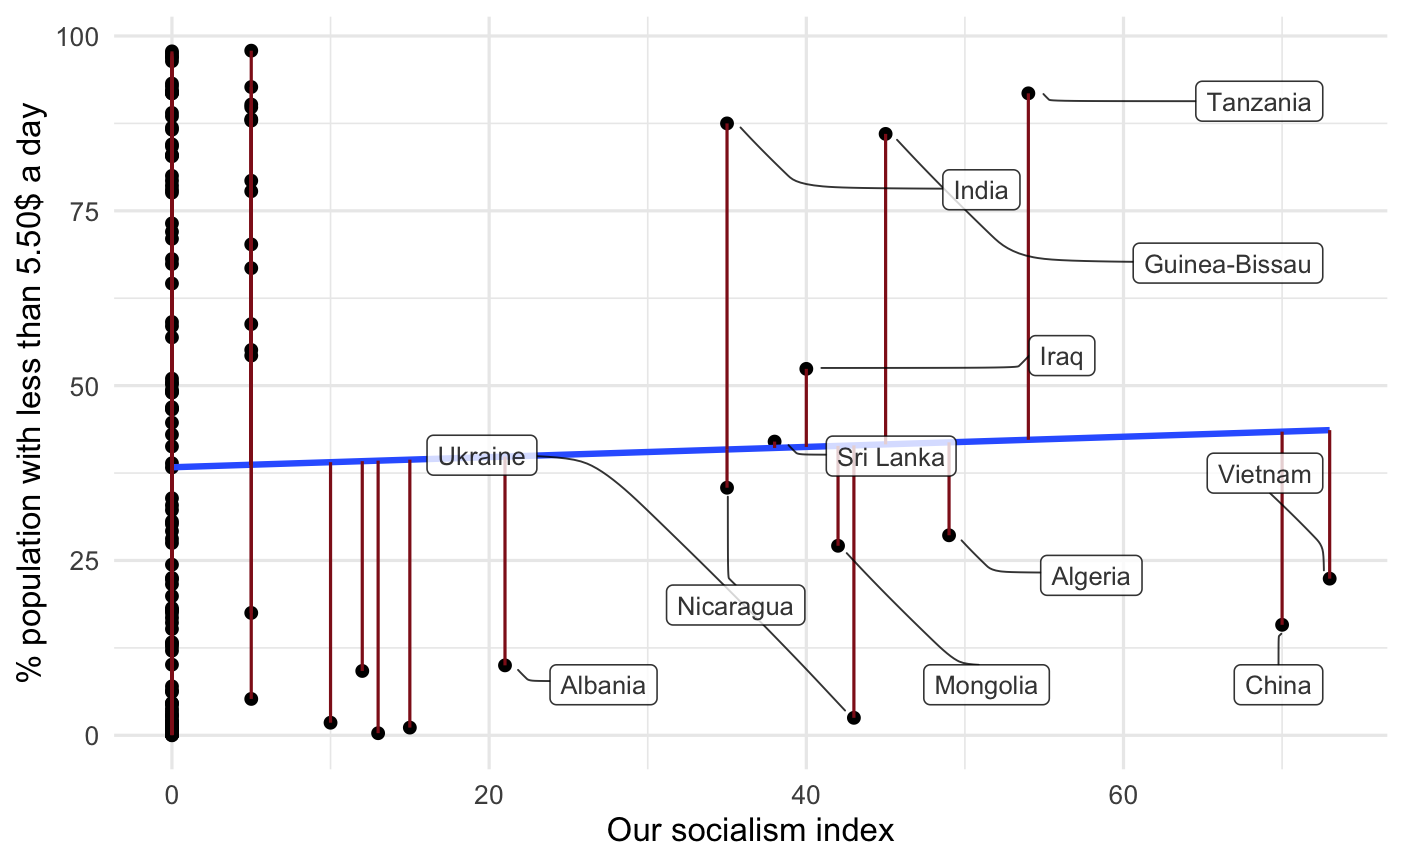 100
75
50
25
0
% population with less than 5.50$ a day
Tanzania
India
Guinea-Bissau
Iraq
Ukraine
Sri Lanka
Vietnam
Algeria
Nicaragua
Albania
Mongolia
China
0
20
40
60
Our socialism index